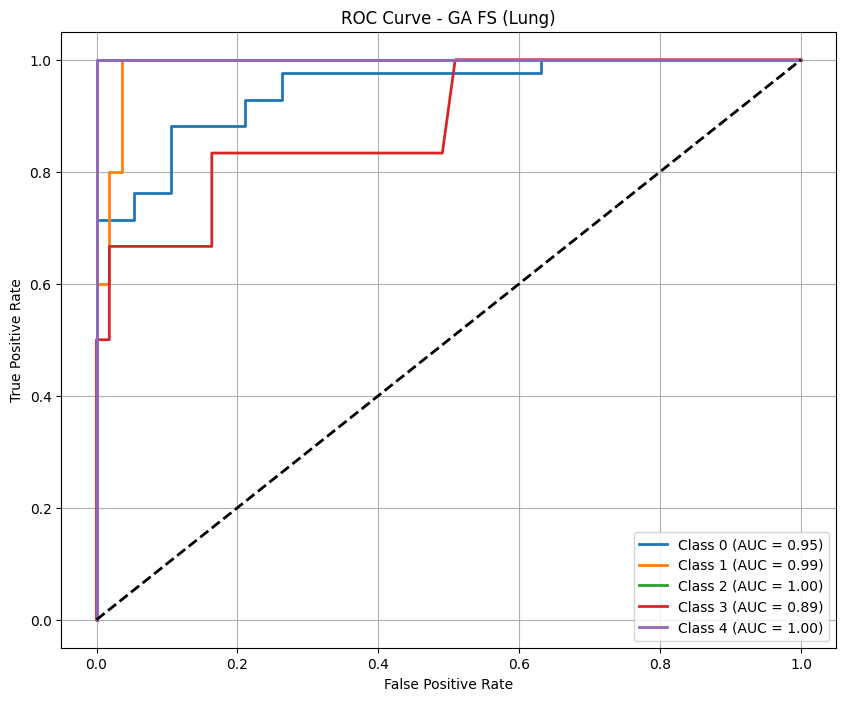 ROC Curve - GA FS (Lung)
True Positive Rate
1.0
0.8
0.6
0.4
0.2
0.0
0.0 0.2 0.4 0.6 0.8 1.0
False Positive Rate
Class 0 (AUC = 0.95)
Class 1 (AUC = 0.99)
Class 2 (AUC = 1.00)
Class 3 (AUC = 0.89)
Class 4 (AUC = 1.00)